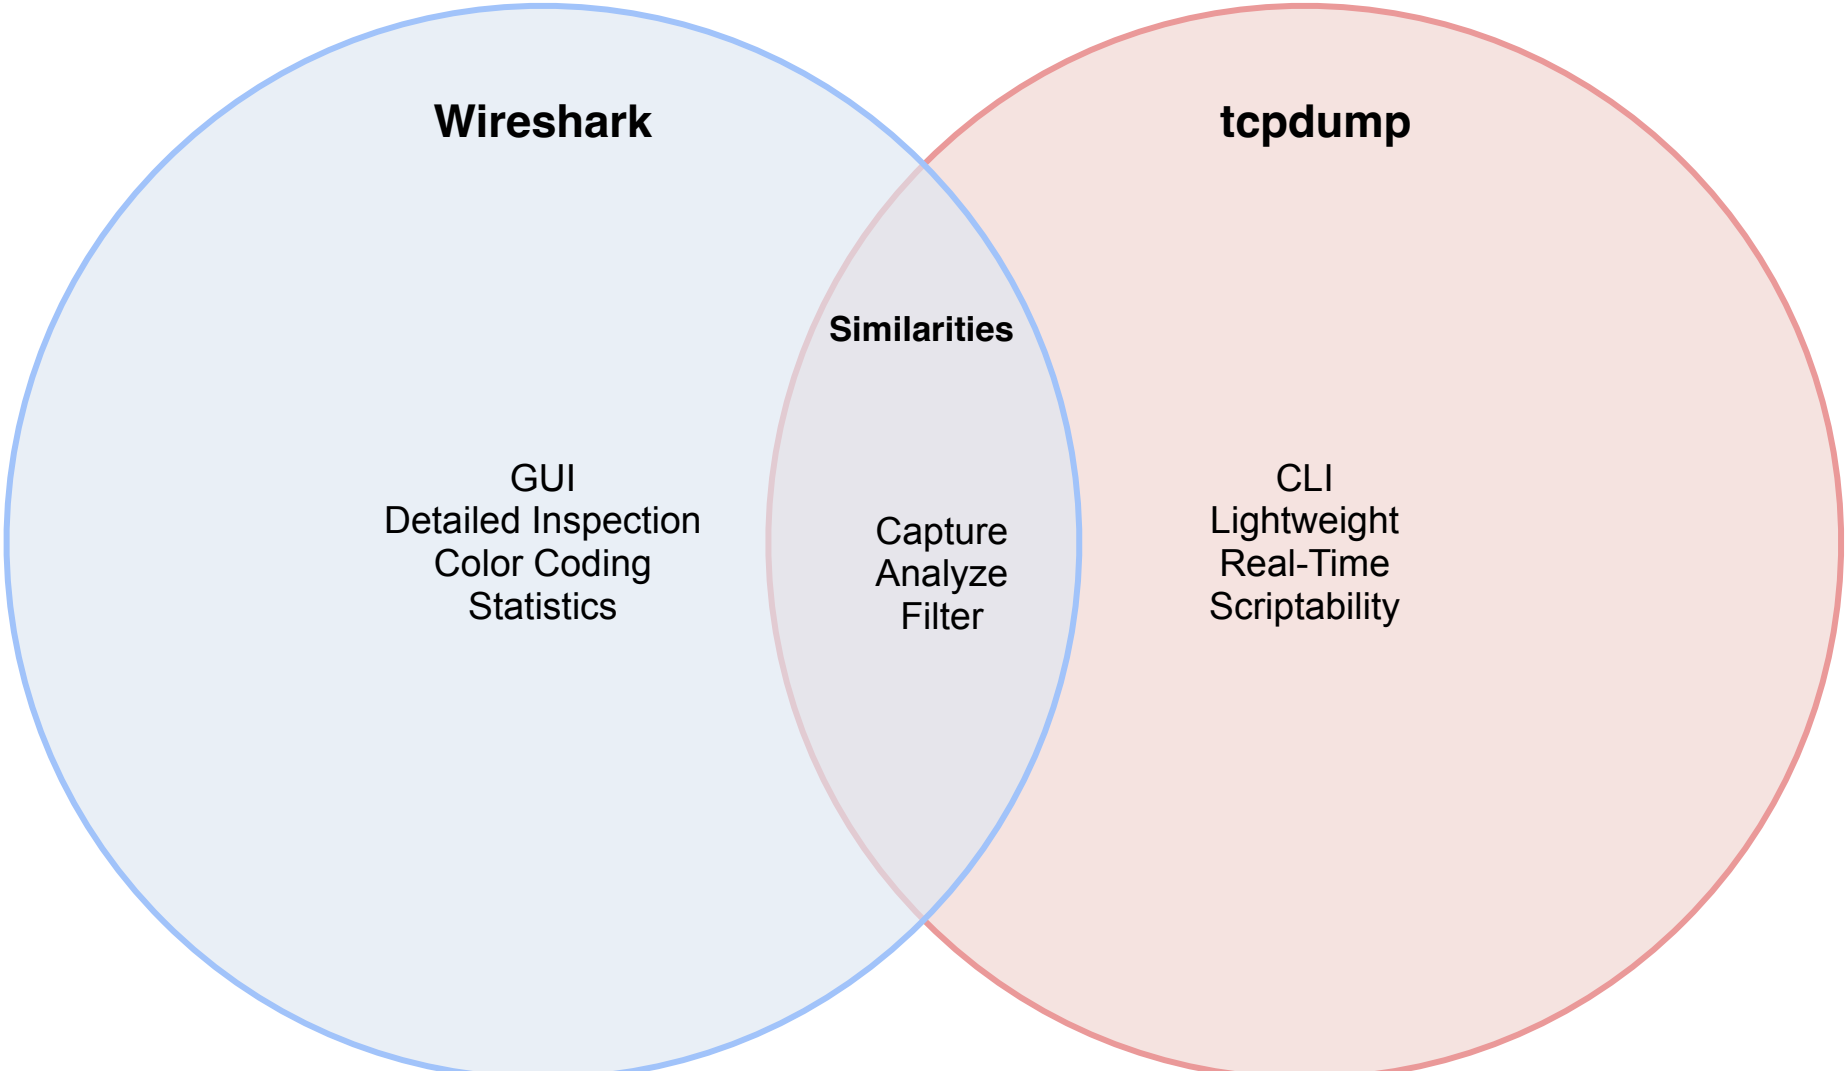 Wireshark
GUI
Detailed Inspection
Color Coding
Statistics
Similarities
Capture
Analyze
Filter
tcpdump
CLI
Lightweight
Real-Time
Scriptability